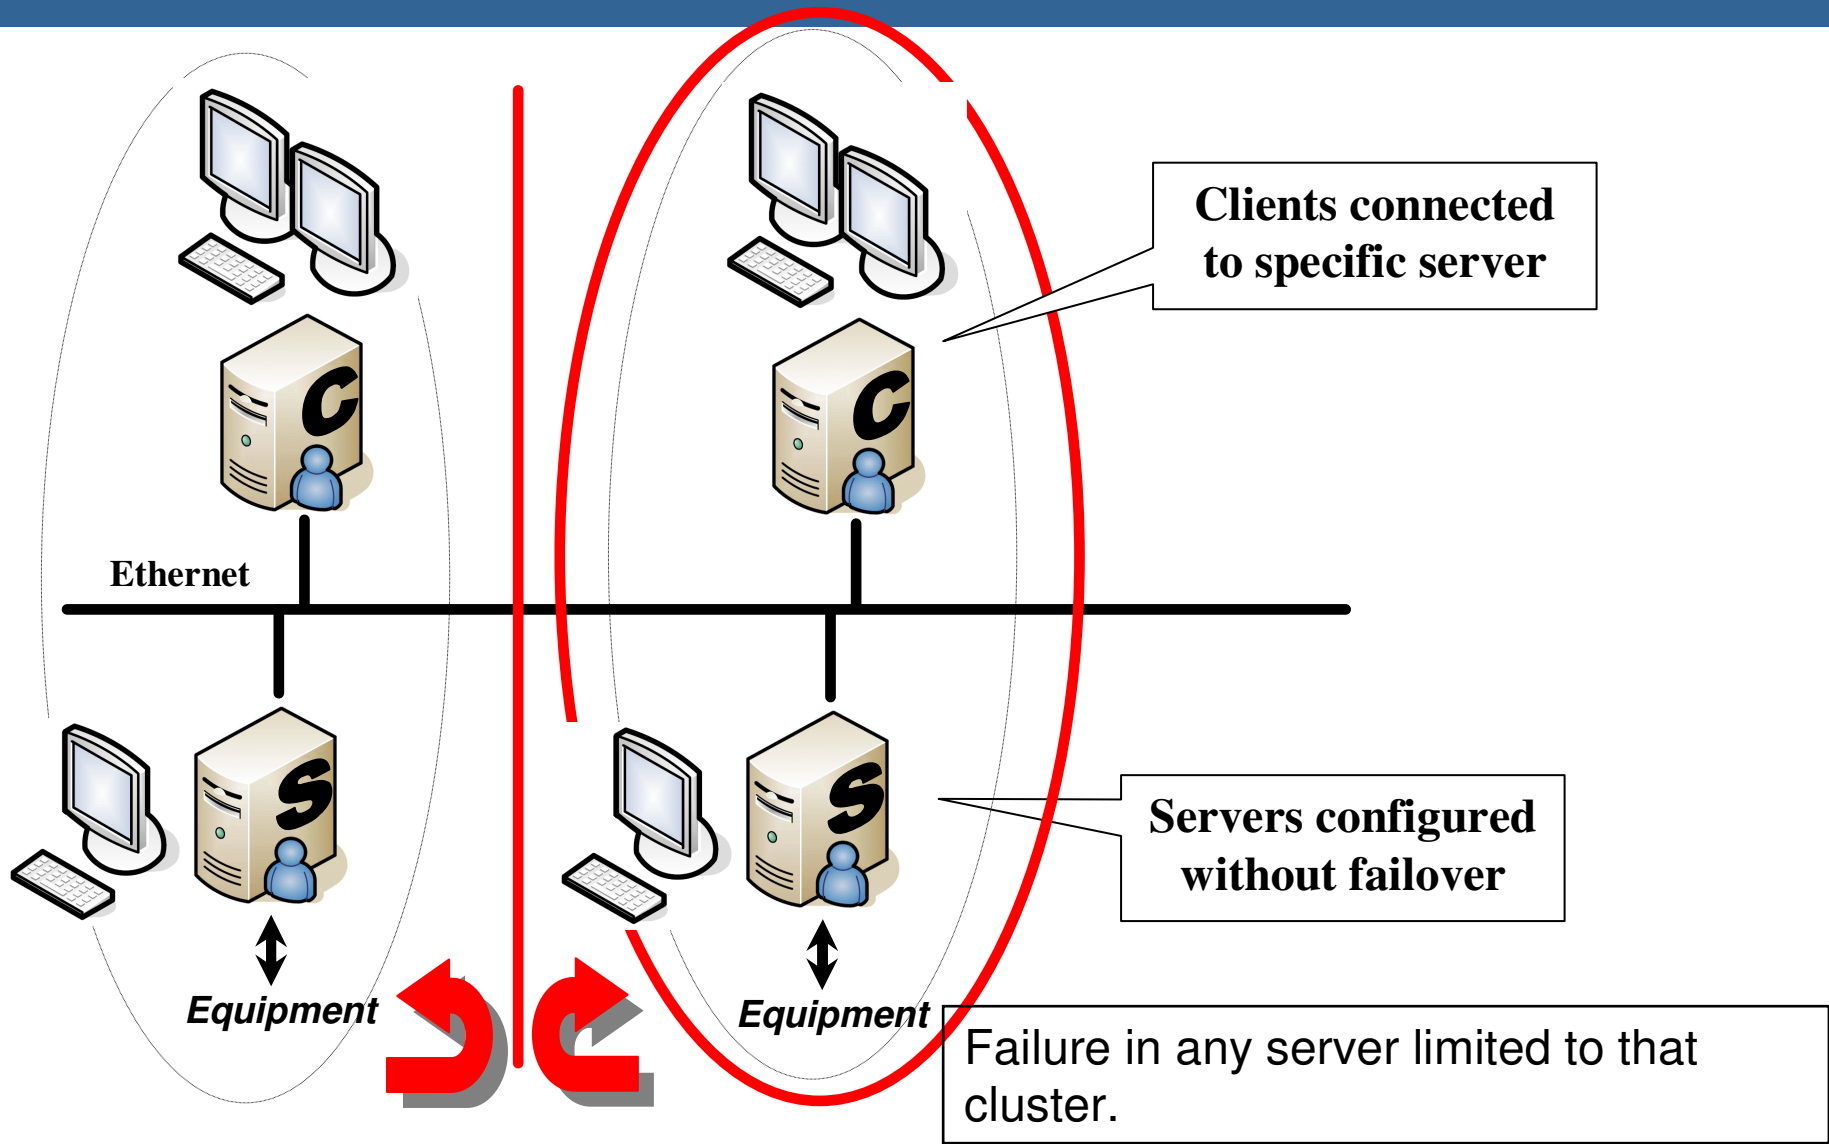 Clients connected
to specific server
C
C
Ethernet
S
S
Servers configured
without failover
Equipment
Equipment
Failure in any server limited to that
cluster.